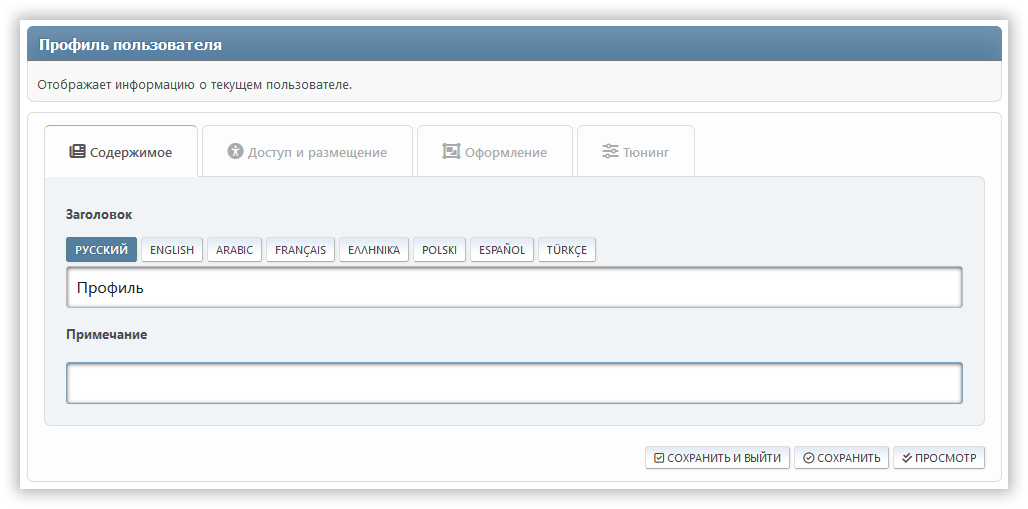 Профиль пользователя
Отображает информацию о текущем пользователе.
Содержимое Доступ и размещение Оформление Тюнинг
Заголовок
РУССКИЙ ENGLISH ARABIC FRANÇAIS ΕΛΛΗΝΙΚΆ POLSKI ESPAÑOL TÜRKÇE
Профиль
Примечание
СОХРАНИТЬ И ВЫЙТИ СОХРАНИТЬ ПРОСМОТР